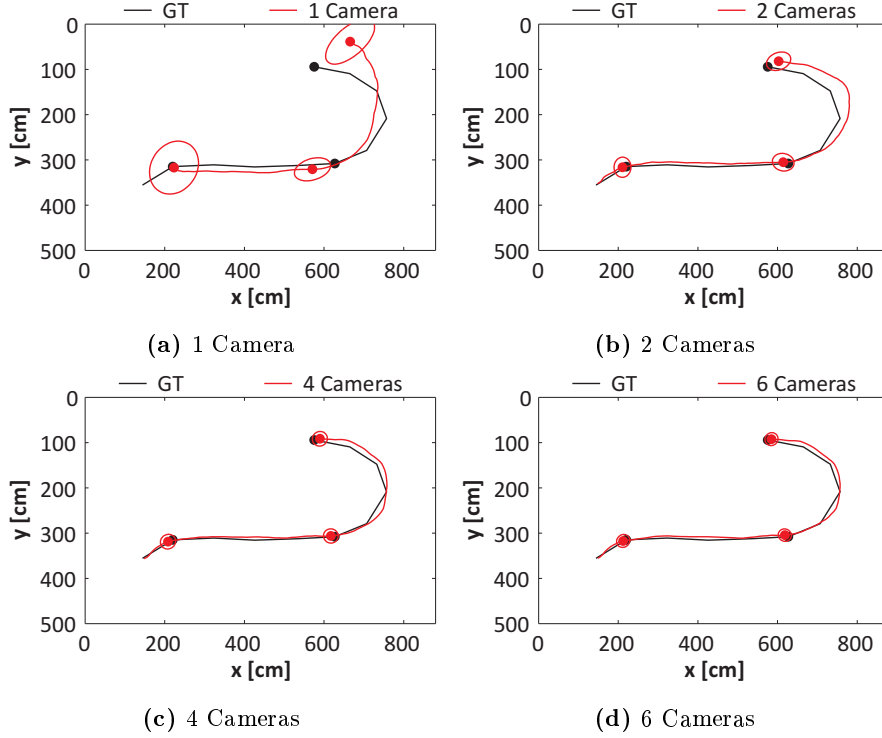 GT 1 Camera
0
100
200
300
400
500
y [cm]
0 200 400 600 800
x [cm]
(a) 1 Camera
GT 2 Cameras
0
100
200
300
400
500
y [cm]
0 200 400 600 800
x [cm]
(b) 2 Cameras
GT 4 Cameras
0
100
200
300
400
500
y [cm]
0 200 400 600 800
x [cm]
(c) 4 Cameras
GT 6 Cameras
0
100
200
300
400
500
y [cm]
0 200 400 600 800
x [cm]
(d) 6 Cameras